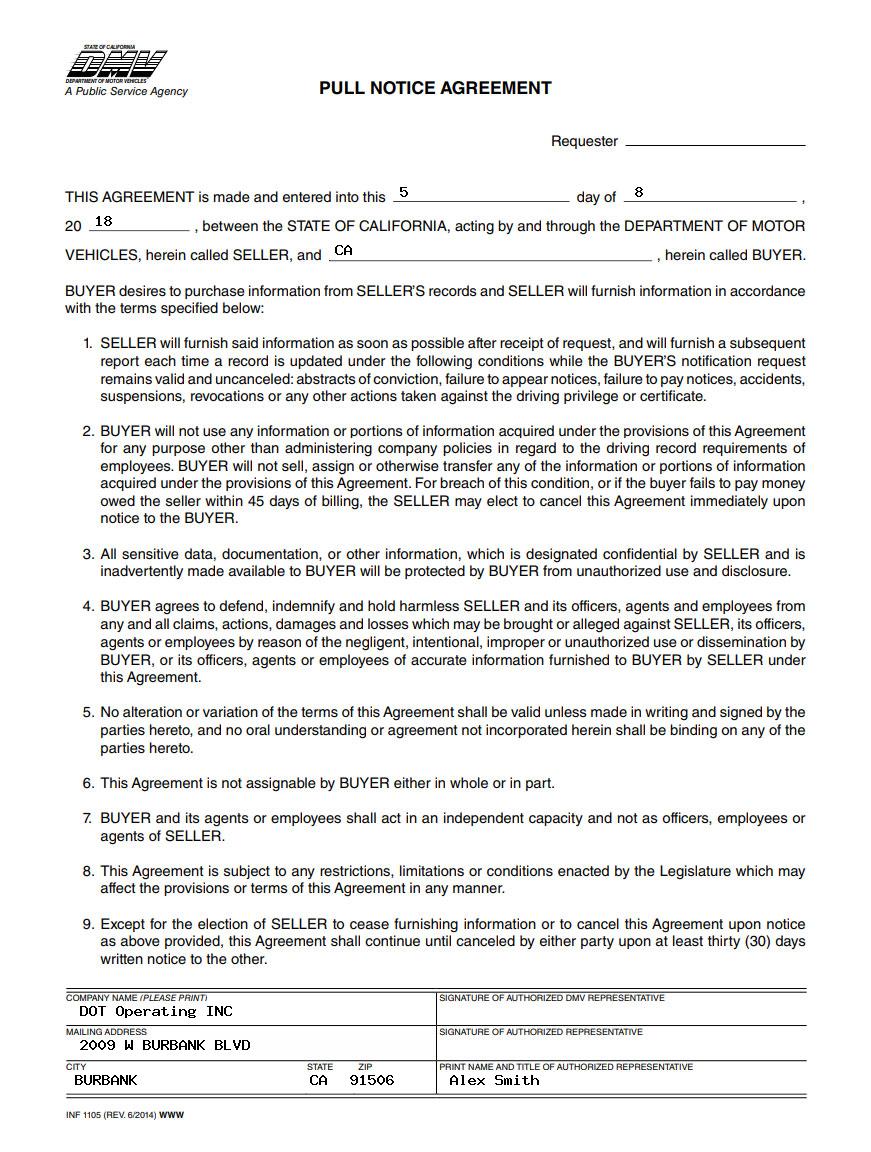 STATE OF CALIFORNIA
DMV
DEPARTMENT OF MOTOR VEHICLES
A Public Service Agency
PULL NOTICE AGREEMENT
Requester
THIS AGREEMENT is made and entered into this 5 day of 8 ,
20 18 , between the STATE OF CALIFORNIA, acting by and through the DEPARTMENT OF MOTOR
VEHICLES, herein called SELLER, and CA , herein called BUYER.
BUYER desires to purchase information from SELLER'S records and SELLER will furnish information in accordance
with the terms specified below:
1. SELLER will furnish said information as soon as possible after receipt of request, and will furnish a subsequent
report each time a record is updated under the following conditions while the BUYER'S notification request
remains valid and uncanceled: abstracts of conviction, failure to appear notices, failure to pay notices, accidents,
suspensions, revocations or any other actions taken against the driving privilege or certificate.
2. BUYER will not use any information or portions of information acquired under the provisions of this Agreement
for any purpose other than administering company policies in regard to the driving record requirements of
employees. BUYER will not sell, assign or otherwise transfer any of the information or portions of information
acquired under the provisions of this Agreement. For breach of this condition, or if the buyer fails to pay money
owed the seller within 45 days of billing, the SELLER may elect to cancel this Agreement immediately upon
notice to the BUYER.
3. All sensitive data, documentation, or other information, which is designated confidential by SELLER and is
inadvertently made available to BUYER will be protected by BUYER from unauthorized use and disclosure.
4. BUYER agrees to defend, indemnify and hold harmless SELLER and its officers, agents and employees from
any and all claims, actions, damages and losses which may be brought or alleged against SELLER, its officers,
agents or employees by reason of the negligent, intentional, improper or unauthorized use or dissemination by
BUYER, or its officers, agents or employees of accurate information furnished to BUYER by SELLER under
this Agreement.
5. No alteration or variation of the terms of this Agreement shall be valid unless made in writing and signed by the
parties hereto, and no oral understanding or agreement not incorporated herein shall be binding on any of the
parties hereto.
6. This Agreement is not assignable by BUYER either in whole or in part.
7. BUYER and its agents or employees shall act in an independent capacity and not as officers, employees or
agents of SELLER.
8. This Agreement is subject to any restrictions, limitations or conditions enacted by the Legislature which may
affect the provisions or terms of this Agreement in any manner.
9. Except for the election of SELLER to cease furnishing information or to cancel this Agreement upon notice
as above provided, this Agreement shall continue until canceled by either party upon at least thirty (30) days
written notice to the other.
COMPANY NAME (PLEASE PRINT) SIGNATURE OF AUTHORIZED DMV REPRESENTATIVE
DOT Operating INC
MAILING ADDRESS SIGNATURE OF AUTHORIZED REPRESENTATIVE
2009 W BURBANK BLVD
CITY STATE ZIP PRINT NAME AND TITLE OF AUTHORIZED REPRESENTATIVE
BURBANK CA 91506 Alex Smith
INF 1105 (REV. 6/2014) WWW